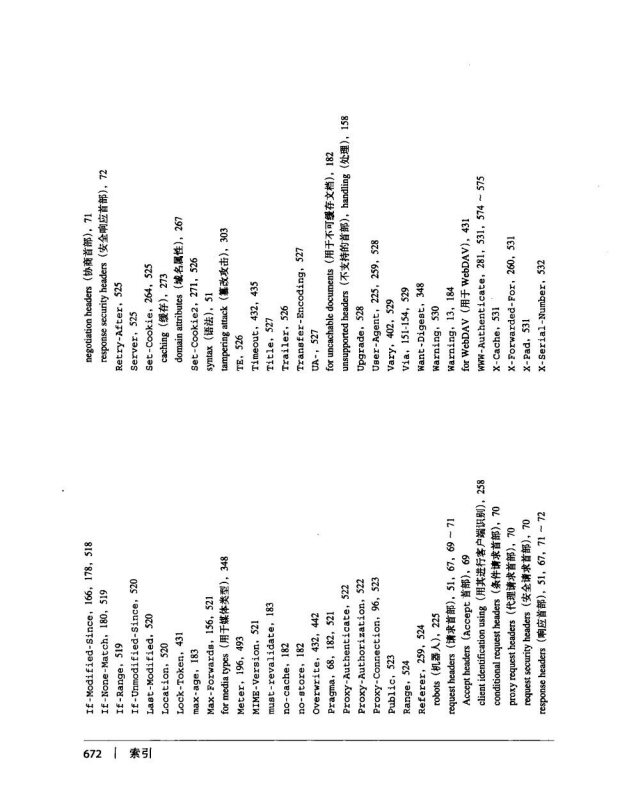 If-Modified-Since, 166, 178, 518
If-None-Match, 180, 519
If-Range, 519
If-Unmodified-Since, 520
Last-Modified, 520
Location, 520
Lock-Token, 431
max-age, 183
Max-Forwards, 156, 521
for media types（用于媒体类型）, 348
Meter, 196, 493
MIME-Version, 521
must-revalidate, 183
no-cache, 182
no-store, 182
Overwrite, 432, 442
Pragma, 68, 182, 521
Proxy-Authenticate, 522
Proxy-Authorization, 522
Proxy-Connection, 96, 523
Public, 523
Range, 524
Referer, 259, 524
robots（机器人）, 225
request headers（请求首部）, 51, 67, 69 ~ 71
Accept headers（Accept 首部）, 69
client identification using（用其进行客户端识别）, 258
conditional request headers（条件请求首部）, 70
proxy request headers（代理请求首部）, 70
request security headers（安全请求首部）, 70
response headers（响应首部）, 51, 67, 71 ~ 72
negotiation headers（协商首部）, 71
response security headers（安全响应首部）, 72
Retry-After, 525
Server, 525
Set-Cookie, 264, 525
caching（缓存）, 273
domain attributes（域名属性）, 267
Set-Cookie2, 271, 526
syntax（语法）, 51
tampering attack（篡改攻击）, 303
TE, 526
Timeout, 432, 435
Title, 527
Trailer, 526
Transfer-Encoding, 527
UA-, 527
for uncachable documents（用于不可缓存文档）, 182
unsupported headers（不支持的首部）, handling（处理）, 158
Upgrade, 528
User-Agent, 225, 259, 528
Vary, 402, 529
Via, 151-154, 529
Want-Digest, 348
Warning, 530
Warning, 13, 184
for WebDAV（用于 WebDAV）, 431
WWW-Authenticate, 281, 531, 574 ~ 575
X-Cache, 531
X-Forwarded-For, 260, 531
X-Pad, 531
X-Serial-Number, 532
672 | 索引